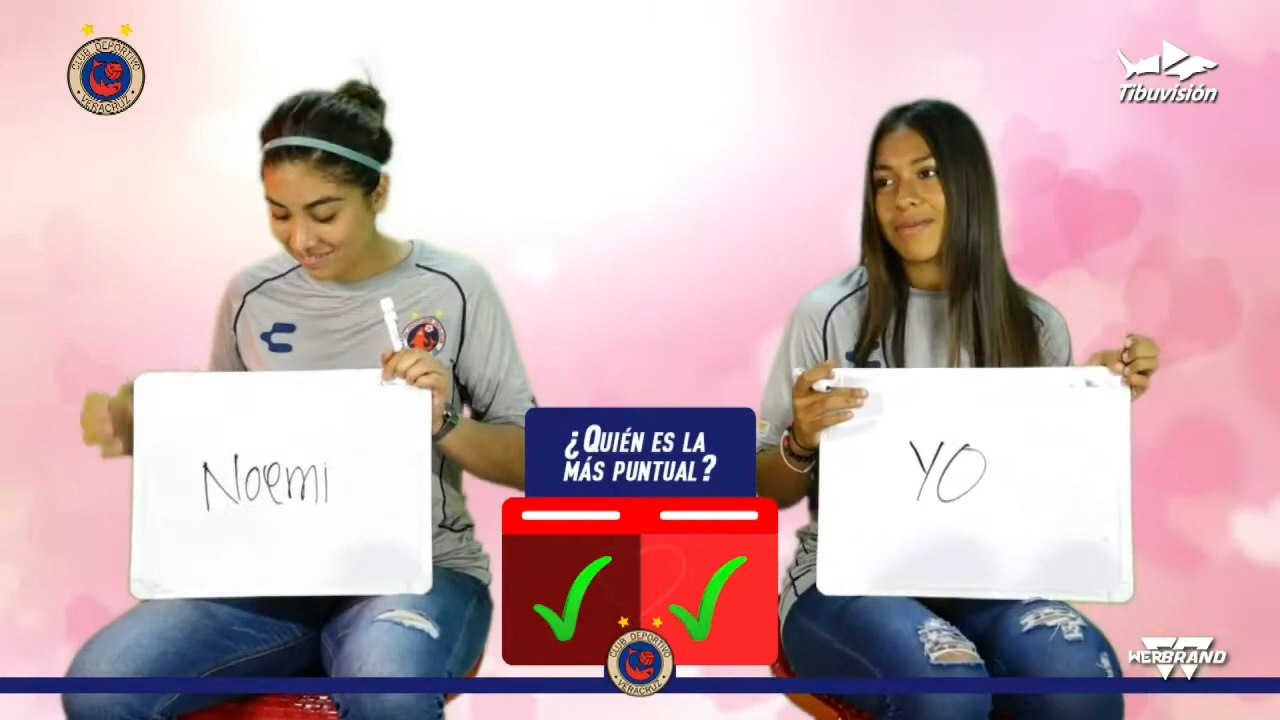 CLUB DEPORTIVO
VERACRUZ
Tibuvisión
Noemi
YO
¿QUIÉN ES LA
MÁS PUNTUAL?
CLUB DEPORTIVO
VERACRUZ
WERBRAND